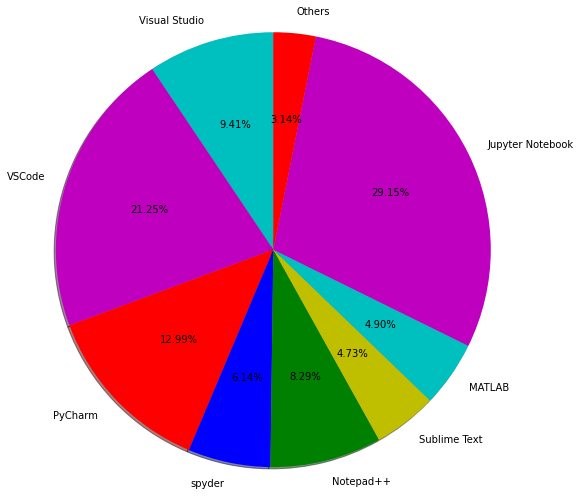 Others
Visual Studio
3.14%
9.41%
Jupyter Notebook
VSCode
29.15%
21.25%
4.90%
12.99%
4.73%
6.14%
8.29%
MATLAB
PyCharm
Sublime Text
spyder
Notepad++